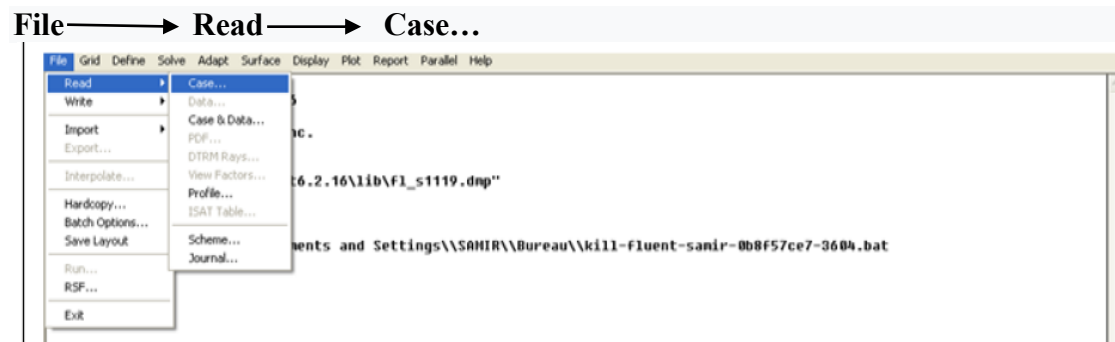 File Read Case...
File Grid Define Solve Adapt Surface Display Plot Report Parallel Help
Read
Write
Import
Export...
Interpolate...
Hardcopy...
Batch Options...
Save Layout
Run...
RSF...
Exit
Case...
Data...
Case & Data...
PDF...
DTRM Rays...
View Factors...
Profile...
ISAT Table...
Scheme...
Journal...
nc.
t6.2.16\lib\fl_s1119.dmp"
ments and Settings\\SAMIR\\Bureau\\kill-fluent-samir-0b8f57ce7-3604.bat